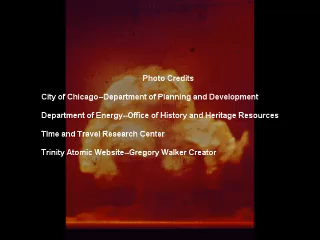 Photo Credits
City of Chicago--Department of Planning and Development
Department of Energy--Office of History and Heritage Resources
Time and Travel Research Center
Trinity Atomic Website--Gregory Walker Creator